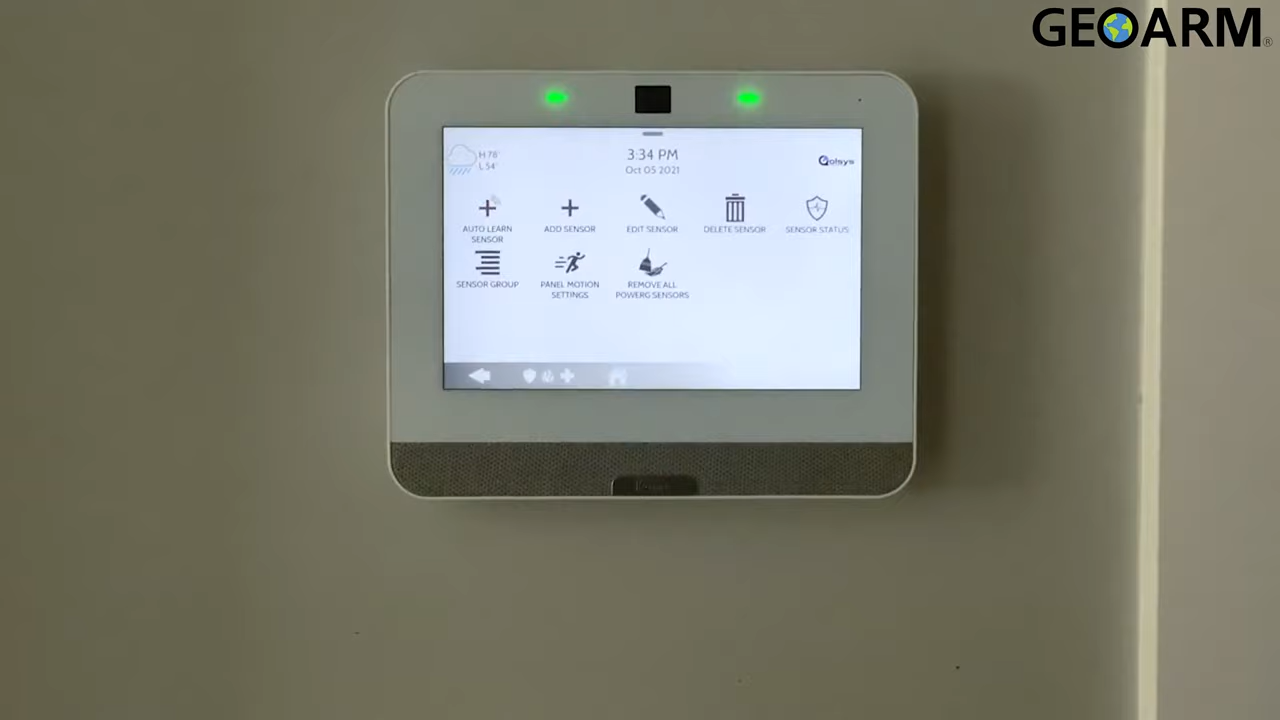 GEOARM®
H 78°
L 54°
3:34 PM
Oct 05 2021
Qolsys
AUTO LEARN
SENSOR
ADD SENSOR
EDIT SENSOR
DELETE SENSOR
SENSOR STATUS
SENSOR GROUP
PANEL MOTION
SETTINGS
REMOVE ALL
POWERG SENSORS